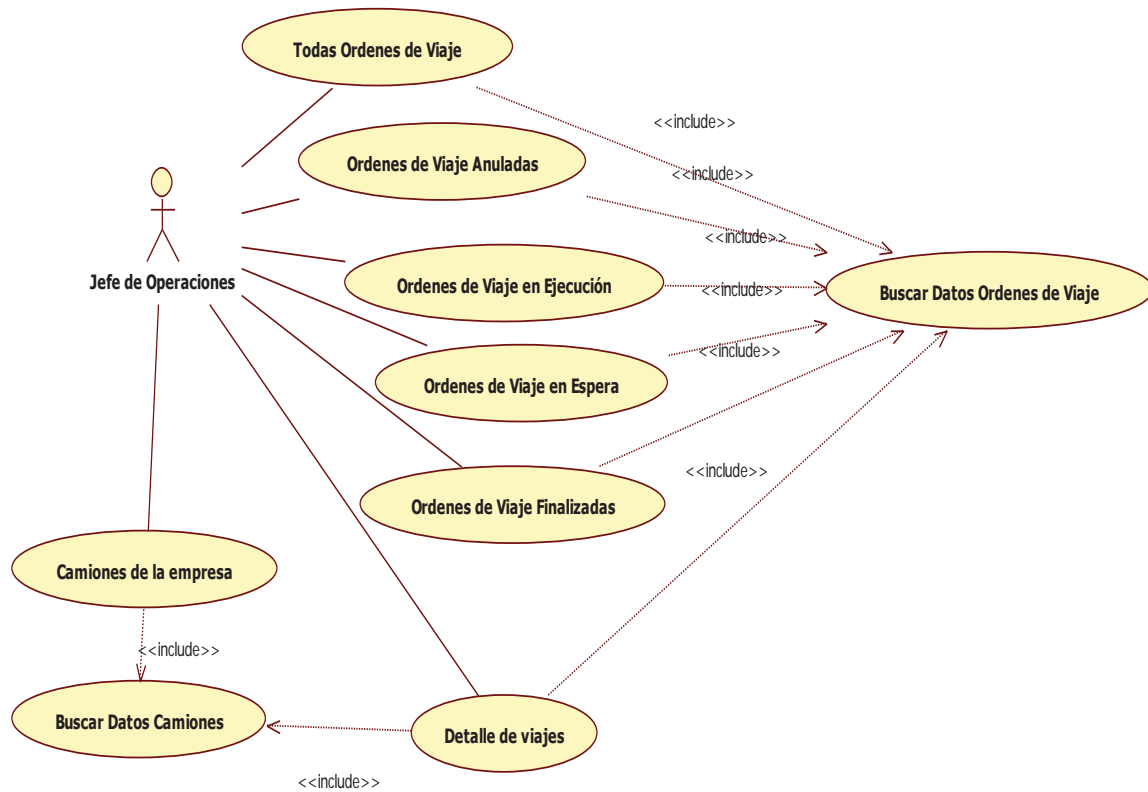 Todas Ordenes de Viaje
<<include>>
Ordenes de Viaje Anuladas
<<include>>
<<include>>
Jefe de Operaciones
Ordenes de Viaje en Ejecución
<<include>>
Buscar Datos Ordenes de Viaje
<<include>>
Ordenes de Viaje en Espera
<<include>>
Ordenes de Viaje Finalizadas
Camiones de la empresa
<<include>>
Buscar Datos Camiones
Detalle de viajes
<<include>>